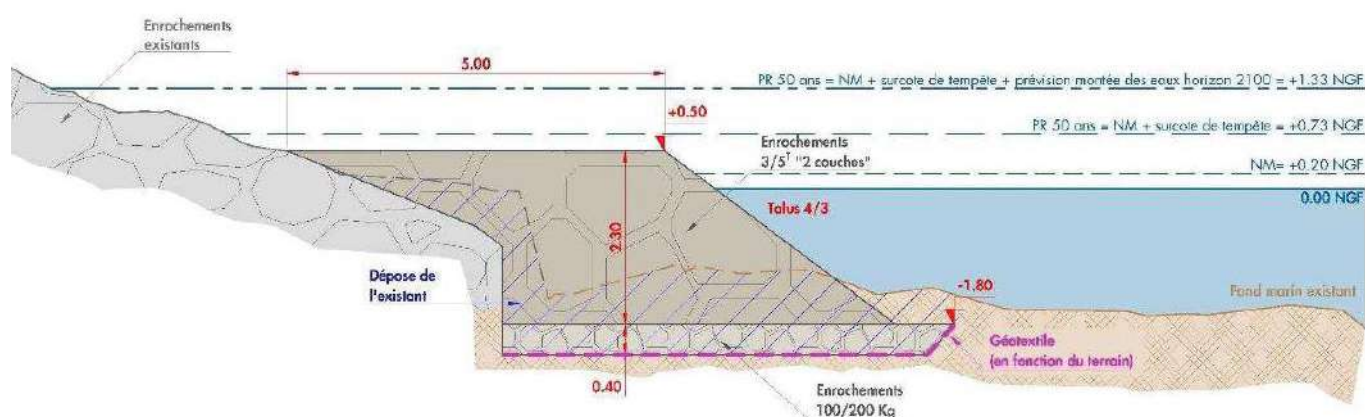 Enrochements
existants
5.00
PR 50 ans = NM + surcote de tempête + prévision montée des eaux horizon 2100 = +1.33 NGF
+0.50
PR 50 ans = NM + surcote de tempête = +0.73 NGF
Enrochements
3/5T "2 couches"
NM= +0.20 NGF
0.00 NGF
Talus 4/3
2.30
Dépose de
l'existant
-1.80
Fond marin existant
Géotextile
(en fonction du terrain)
0.40
Enrochements
100/200 Kg